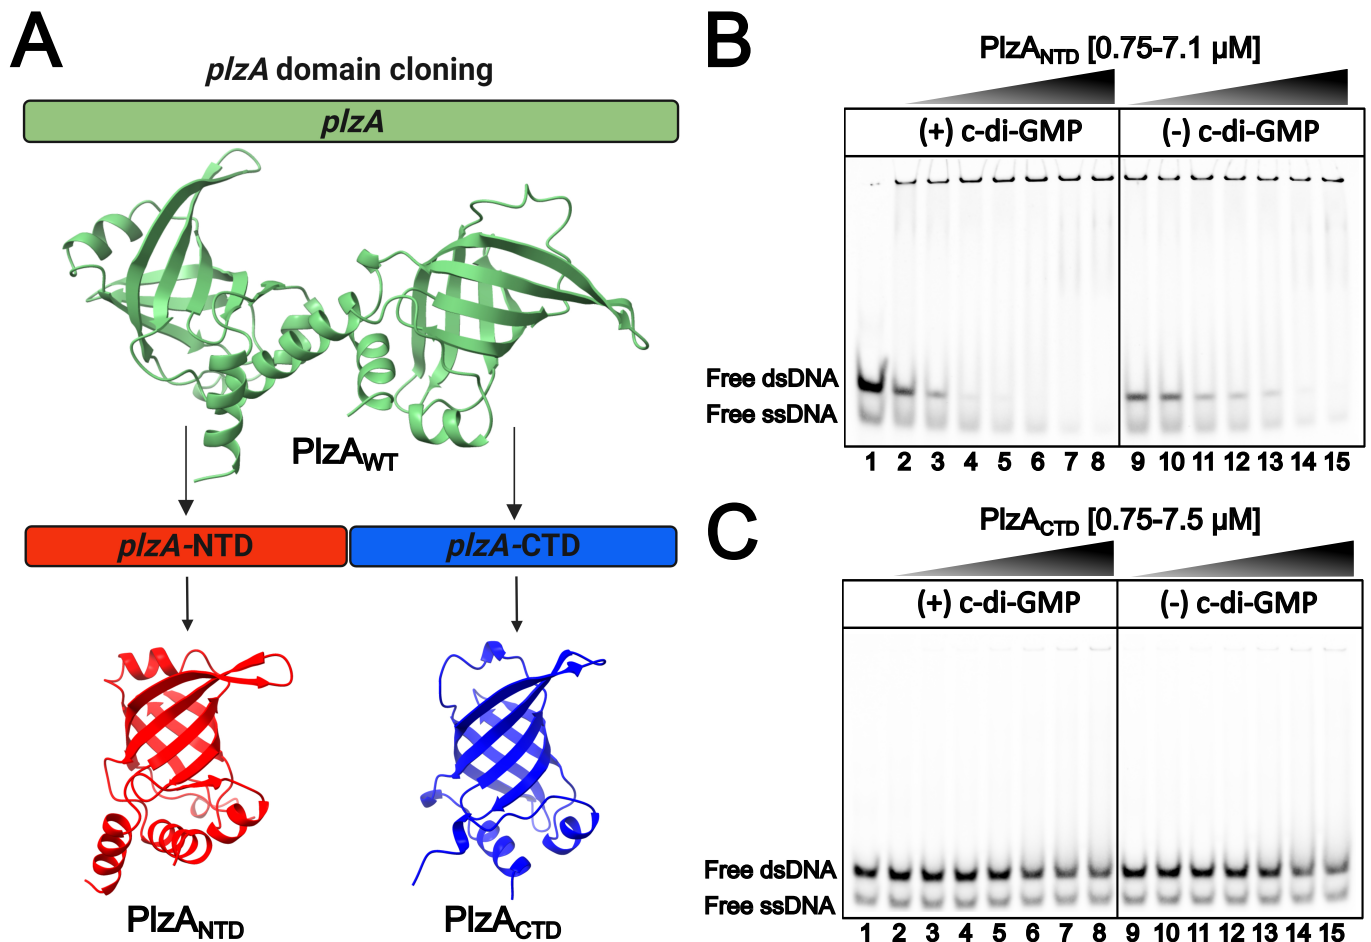 A
plzA domain cloning
plzA
PlzAWT
plzA-NTD
plzA-CTD
PlzANTD
PlzACTD
B
PlzANTD [0.75-7.1 µM]
(+) c-di-GMP
(-) c-di-GMP
Free dsDNA
Free ssDNA
1 2 3 4 5 6 7 8 9 10 11 12 13 14 15
C
PlzACTD [0.75-7.5 µM]
(+) c-di-GMP
(-) c-di-GMP
Free dsDNA
Free ssDNA
1 2 3 4 5 6 7 8 9 10 11 12 13 14 15